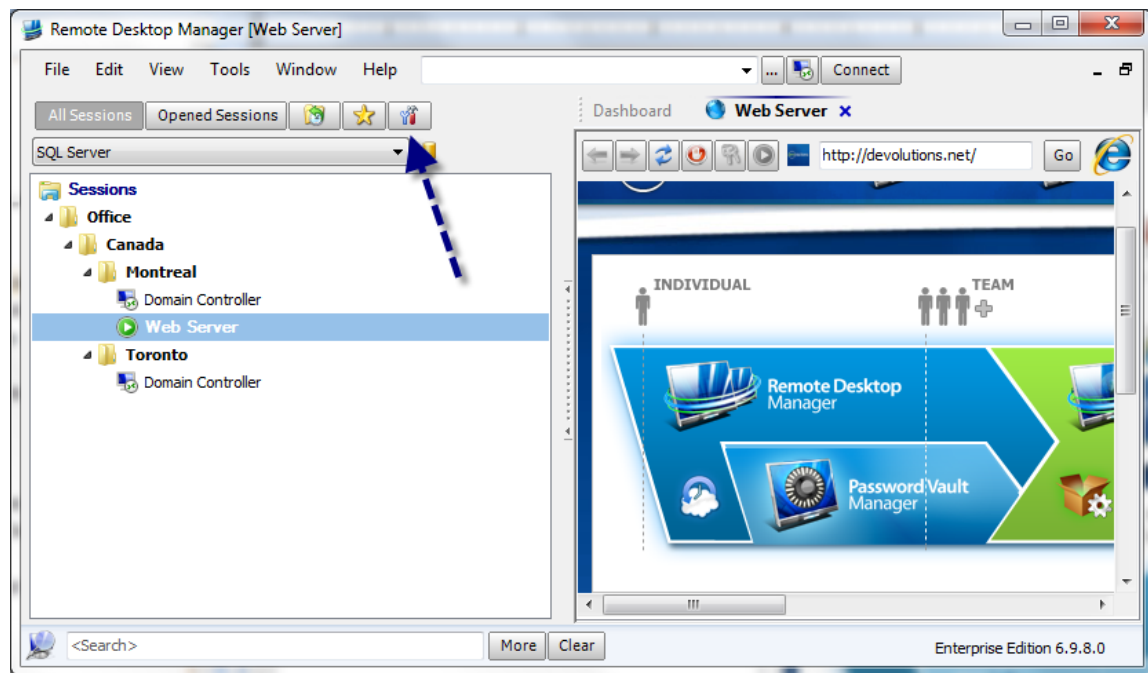 Remote Desktop Manager [Web Server]
File Edit View Tools Window Help ... Connect
All Sessions Opened Sessions
Dashboard Web Server
SQL Server
http://devolutions.net/ Go
Sessions
Office
Canada
Montreal
Domain Controller
Web Server
Toronto
Domain Controller
INDIVIDUAL
TEAM
Remote Desktop
Manager
Password Vault
Manager
<Search> More Clear
Enterprise Edition 6.9.8.0